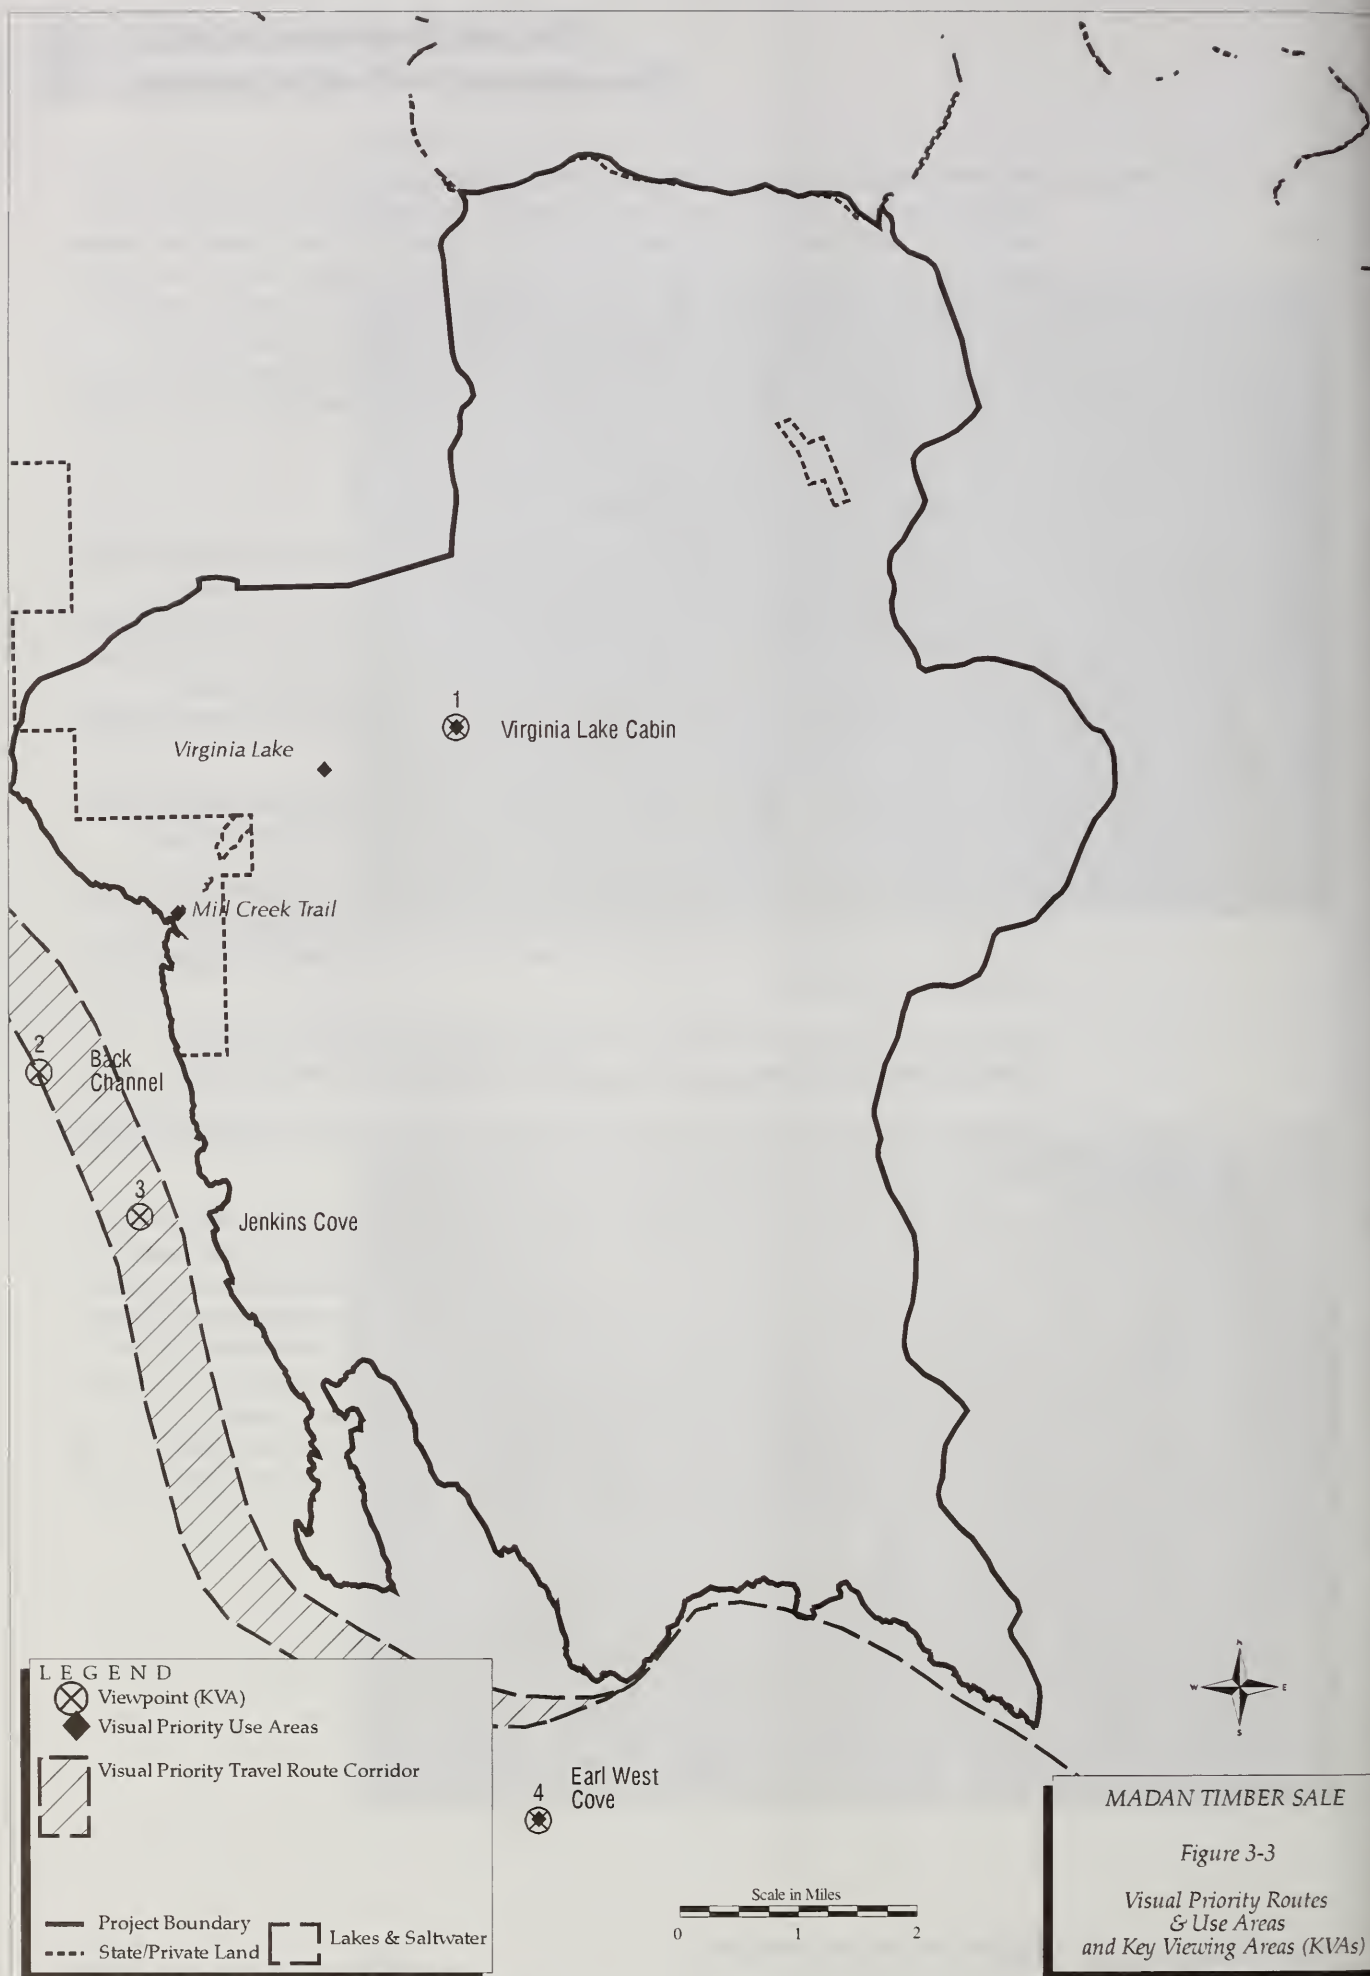 1
Virginia Lake Cabin
Virginia Lake
Mill Creek Trail
2
Back
Channel
3
Jenkins Cove
LEGEND
Viewpoint (KVA)
Visual Priority Use Areas
Visual Priority Travel Route Corridor
Project Boundary
State/Private Land
Lakes & Saltwater
4
Earl West
Cove
Scale in Miles
0 1 2
N
W E
S
MADAN TIMBER SALE
Figure 3-3
Visual Priority Routes
& Use Areas
and Key Viewing Areas (KVAs)